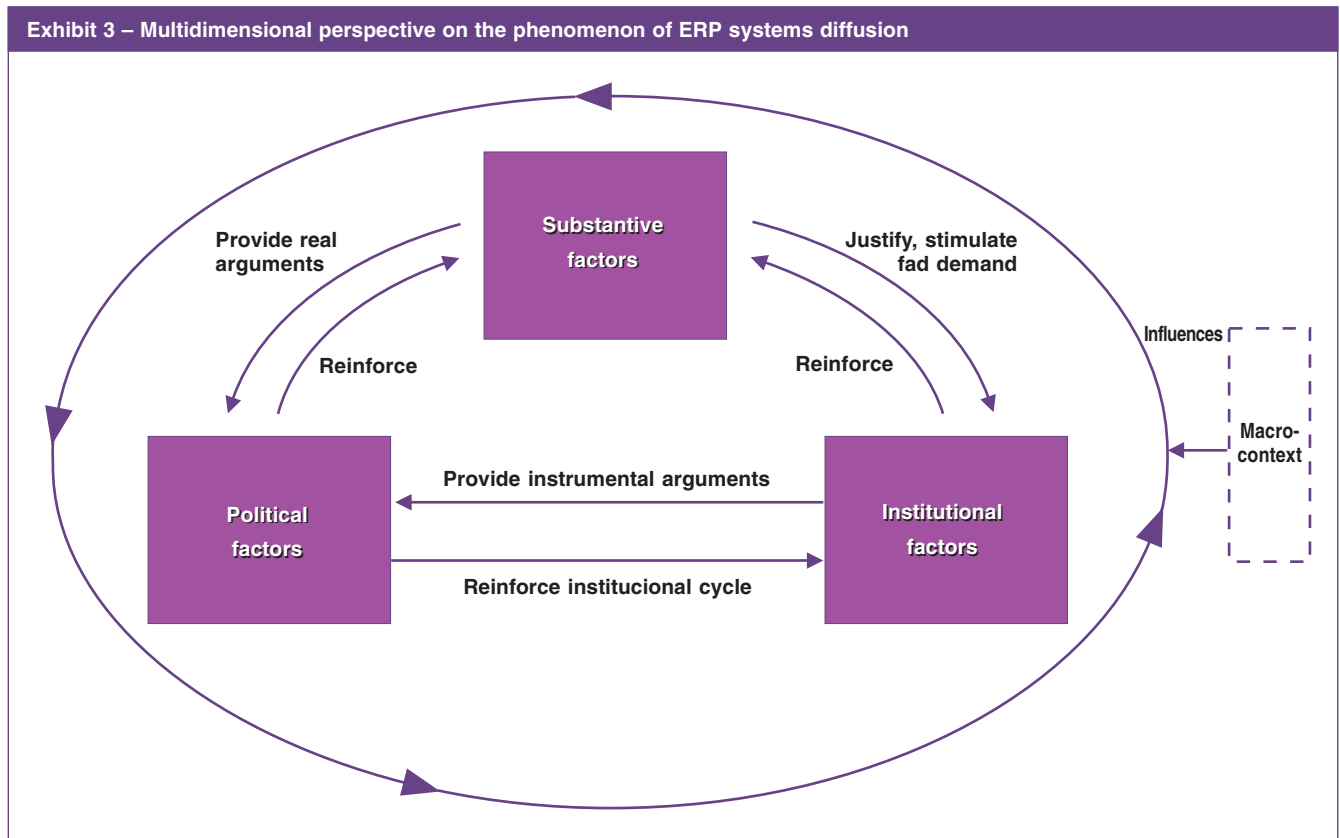 Exhibit 3 – Multidimensional perspective on the phenomenon of ERP systems diffusion
Substantive
factors
Provide real
arguments
Justify, stimulate
fad demand
Reinforce
Reinforce
Influences
Macro-
context
Political
factors
Provide instrumental arguments
Reinforce institucional cycle
Institutional
factors